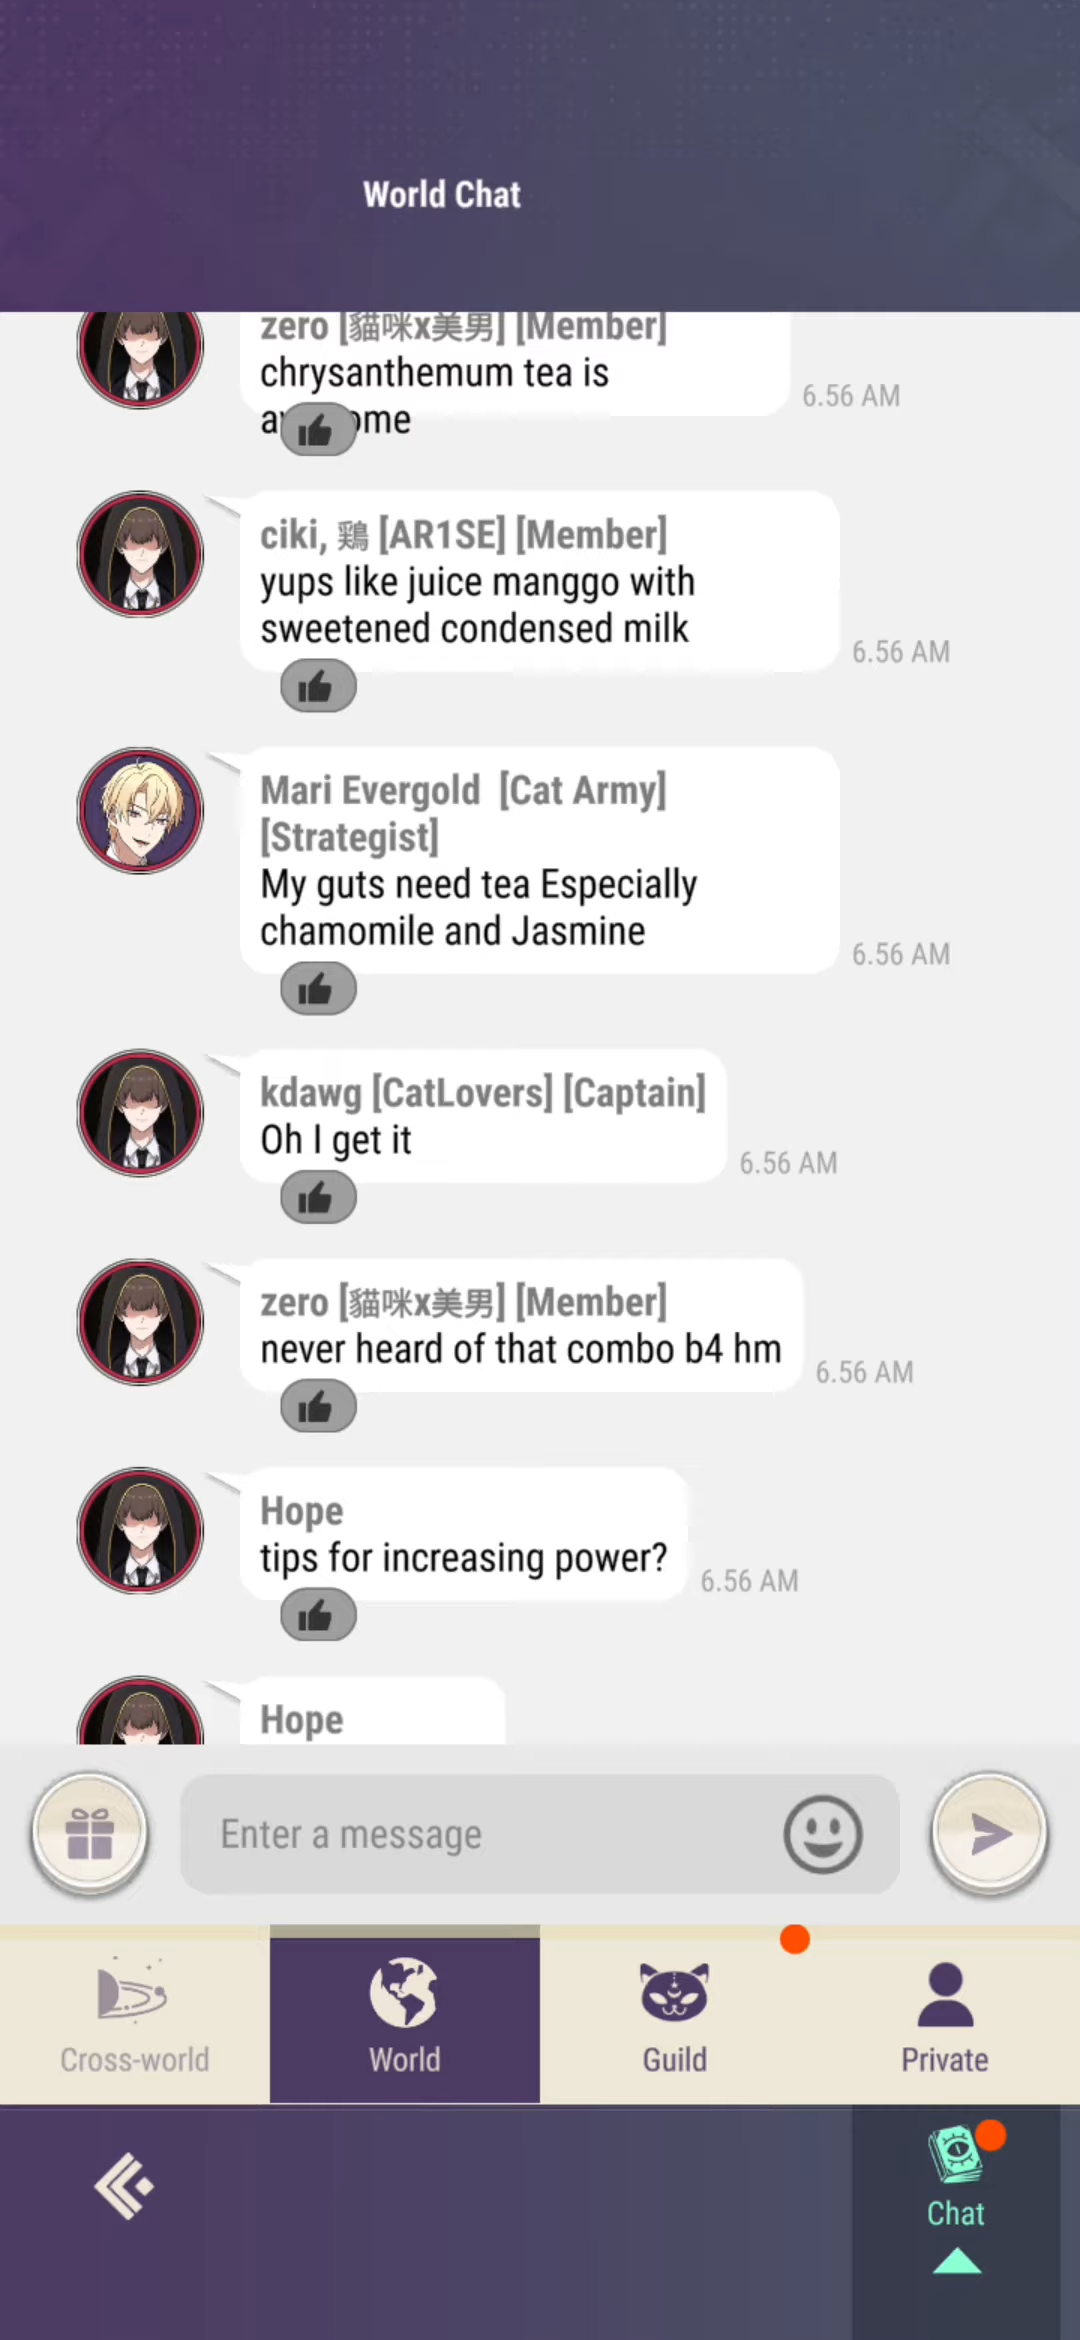 World Chat
zero [貓咪x美男] [Member]
chrysanthemum tea is
6.56 AM
ciki, 鶏 [AR1SE] [Member]
yups like juice manggo with
sweetened condensed milk
6.56 AM
Mari Evergold [Cat Army]
[Strategist]
My guts need tea Especially
chamomile and Jasmine
6.56 AM
kdawg [CatLovers] [Captain]
Oh I get it
6.56 AM
zero [貓咪x美男] [Member]
never heard of that combo b4 hm
6.56 AM
Hope
tips for increasing power?
6.56 AM
Hope
Enter a message
Cross-world
World
Guild
Private
Chat